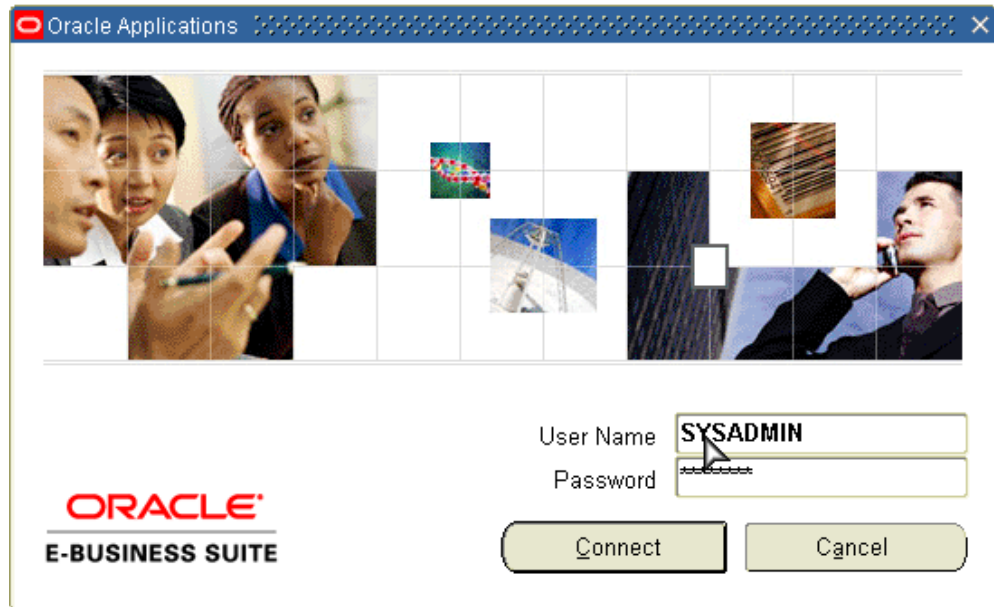 Oracle Applications
User Name SYSADMIN
Password ********
ORACLE
E-BUSINESS SUITE
Connect Cancel